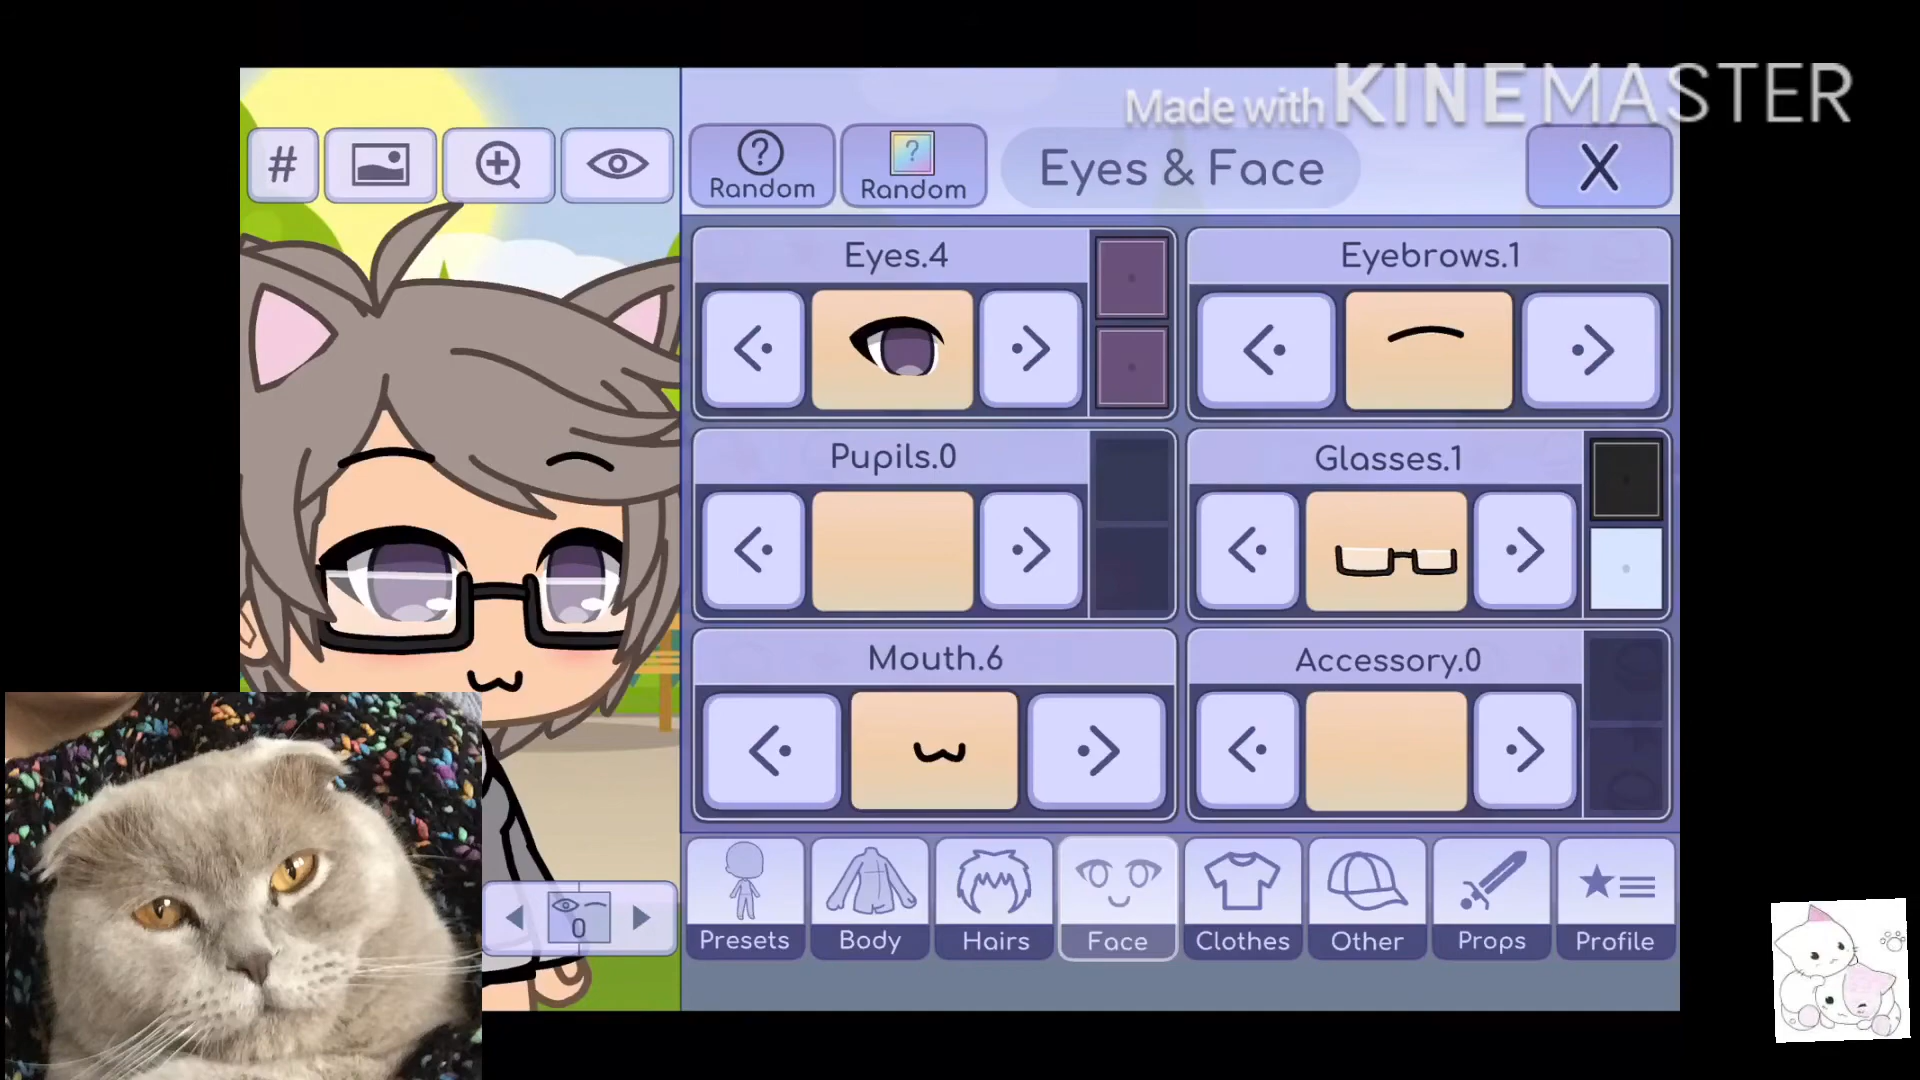 Made with KINEMASTER
#
?
Random
?
Random
Eyes & Face
X
Eyes.4
Eyebrows.1
Pupils.0
Glasses.1
Mouth.6
Accessory.0
0
Presets
Body
Hairs
Face
Clothes
Other
Props
Profile